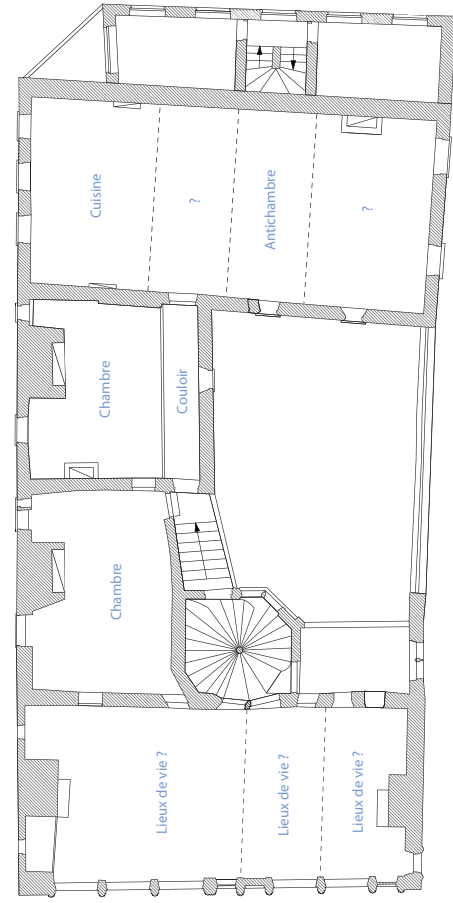 Cuisine
?
Antichambre
?
Chambre
Couloir
Chambre
Lieux de vie ?
Lieux de vie ?
Lieux de vie ?